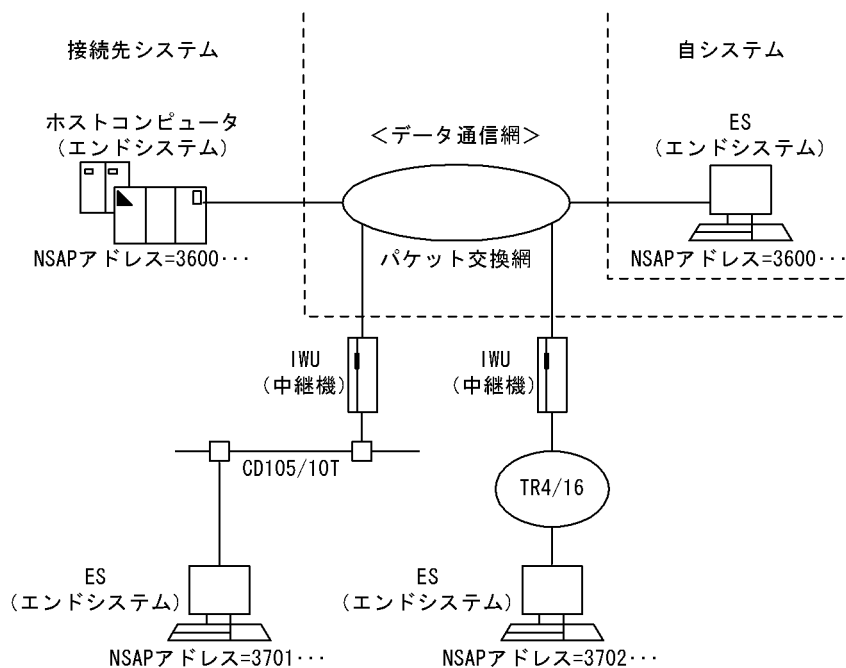 接続先システム
自システム
ホストコンピュータ
(エンドシステム)
<データ通信網>
ES
(エンドシステム)
NSAPアドレス=3600･･･
パケット交換網
NSAPアドレス=3600･･･
IWU
(中継機)
IWU
(中継機)
CD105/10T
TR4/16
ES
(エンドシステム)
ES
(エンドシステム)
NSAPアドレス=3701･･･
NSAPアドレス=3702･･･